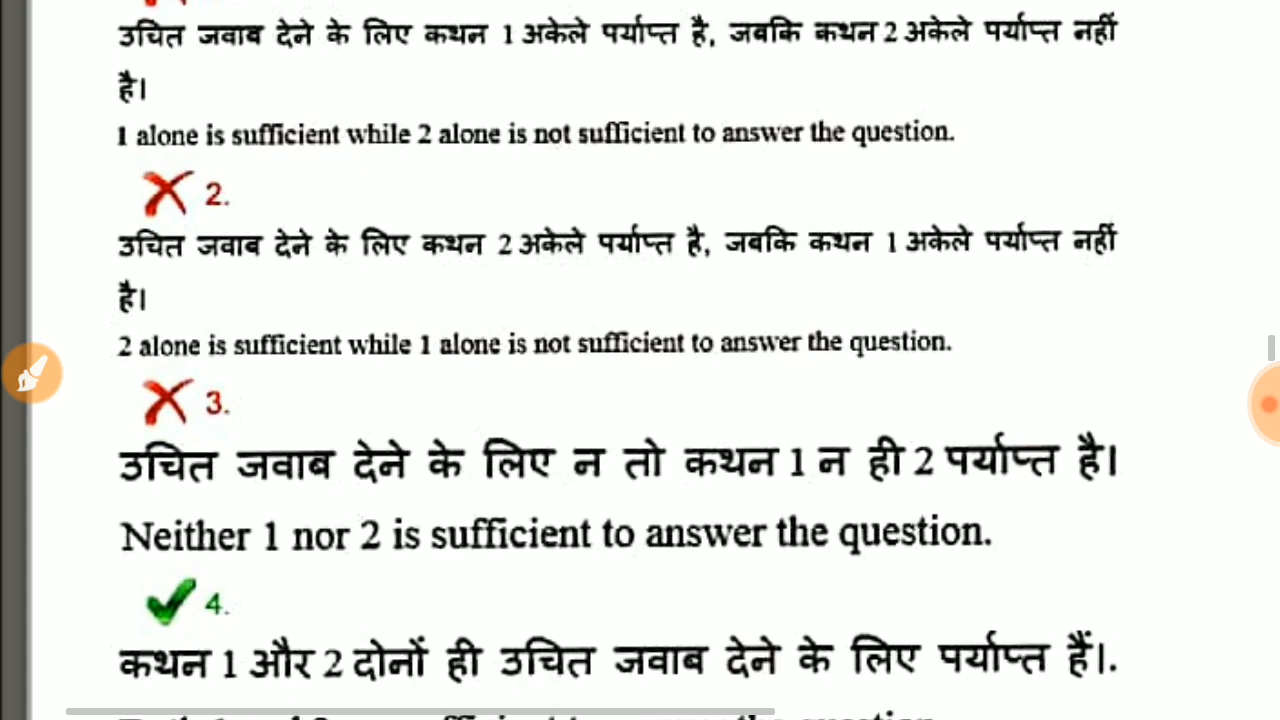 उचित जवाब देने के लिए कथन 1 अकेले पर्याप्त है, जबकि कथन 2 अकेले पर्याप्त नहीं
है।
1 alone is sufficient while 2 alone is not sufficient to answer the question.
2.
उचित जवाब देने के लिए कथन 2 अकेले पर्याप्त है, जबकि कथन 1 अकेले पर्याप्त नहीं
है।
2 alone is sufficient while 1 alone is not sufficient to answer the question.
3.
उचित जवाब देने के लिए न तो कथन 1 न ही 2 पर्याप्त है।
Neither 1 nor 2 is sufficient to answer the question.
4.
कथन 1 और 2 दोनों ही उचित जवाब देने के लिए पर्याप्त हैं।.